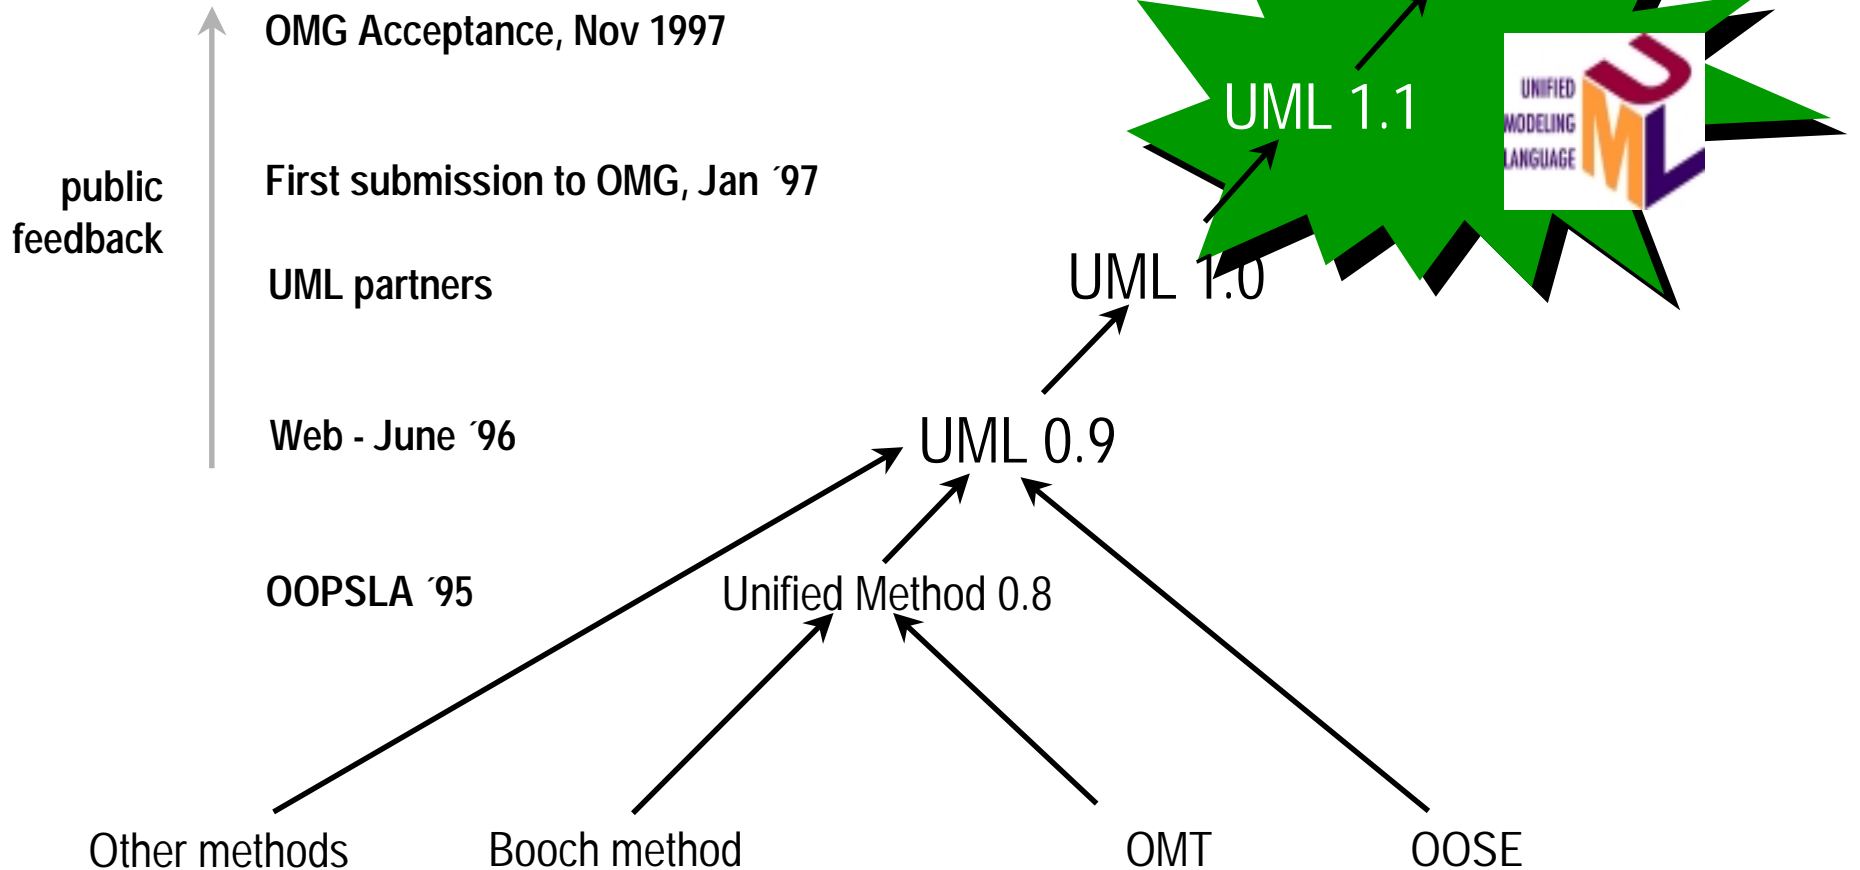 OMG Acceptance, Nov 1997
UML 1.1
UNIFIED
MODELING
LANGUAGE
UML
First submission to OMG, Jan ´97
public
feedback
UML partners
UML 1.0
Web - June ´96
UML 0.9
OOPSLA ´95
Unified Method 0.8
Other methods
Booch method
OMT
OOSE